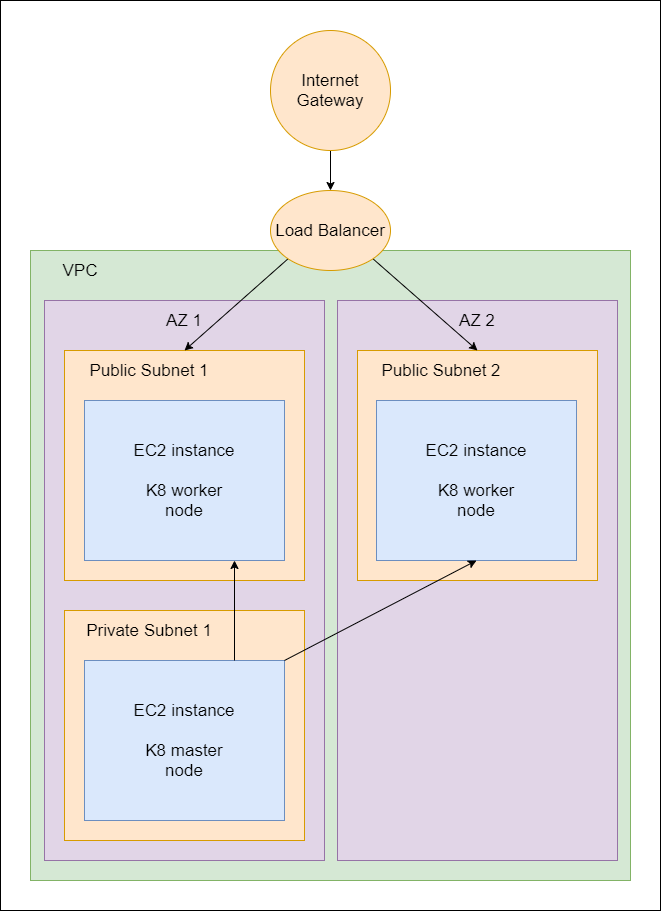 Internet
Gateway
Load Balancer
VPC
AZ 1
AZ 2
Public Subnet 1
Public Subnet 2
EC2 instance
K8 worker
node
EC2 instance
K8 worker
node
Private Subnet 1
EC2 instance
K8 master
node